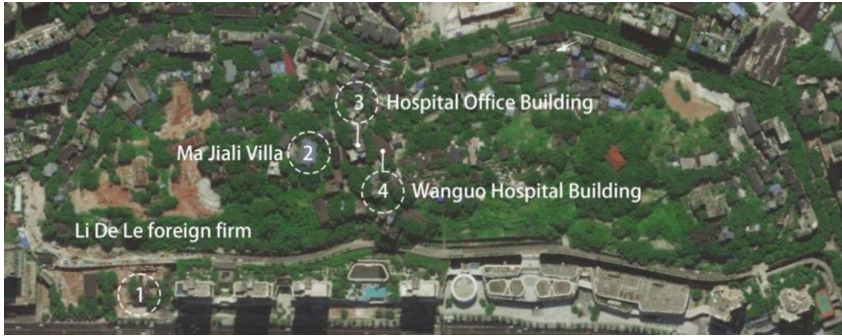 3 Hospital Office Building
Ma Jiali Villa 2
4 Wanguo Hospital Building
Li De Le foreign firm
1